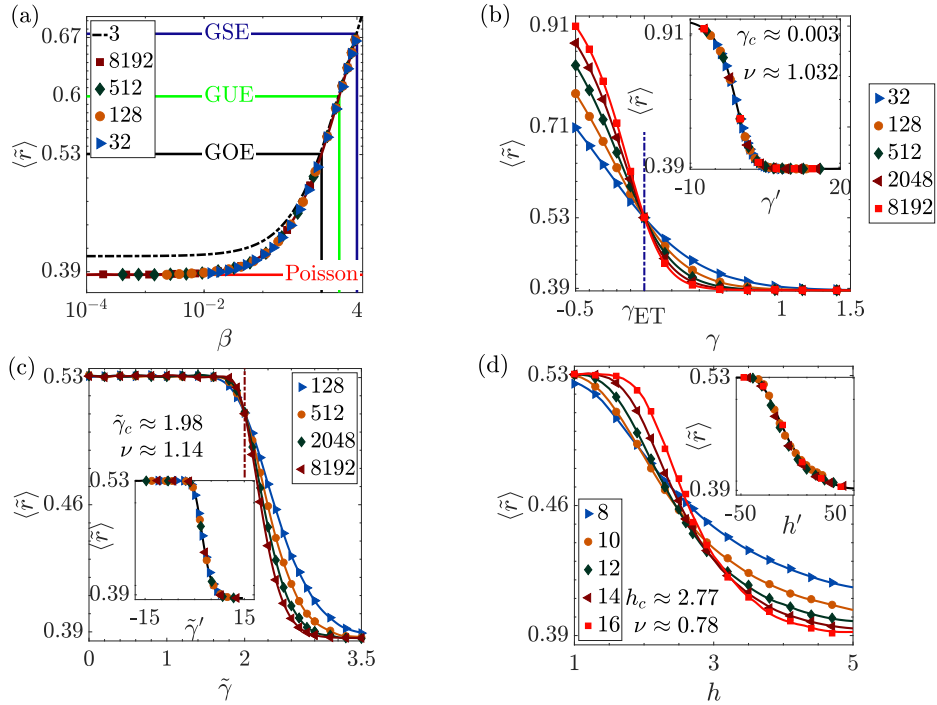 (a)
0.67
0.6
0.53
0.39
⟨r̃⟩
3
8192
512
128
32
GSE
GUE
GOE
Poisson
10⁻⁴
10⁻²
1
4
β
(b)
0.91
0.71
0.53
0.39
⟨r̃⟩
-0.5
γ_ET
1
1.5
γ
0.91
0.39
⟨r̃⟩
γ_c ≈ 0.003
ν ≈ 1.032
-10
20
γ′
32
128
512
2048
8192
(c)
0.53
0.46
0.39
⟨r̃⟩
128
512
2048
8192
γ̃_c ≈ 1.98
ν ≈ 1.14
0.53
0.39
⟨r̃⟩
-15
15
γ̃′
0
1
2
3.5
γ̃
(d)
0.53
0.46
0.39
⟨r̃⟩
0.53
0.39
⟨r̃⟩
-50
50
h′
8
10
12
14
16
h_c ≈ 2.77
ν ≈ 0.78
1
3
5
h